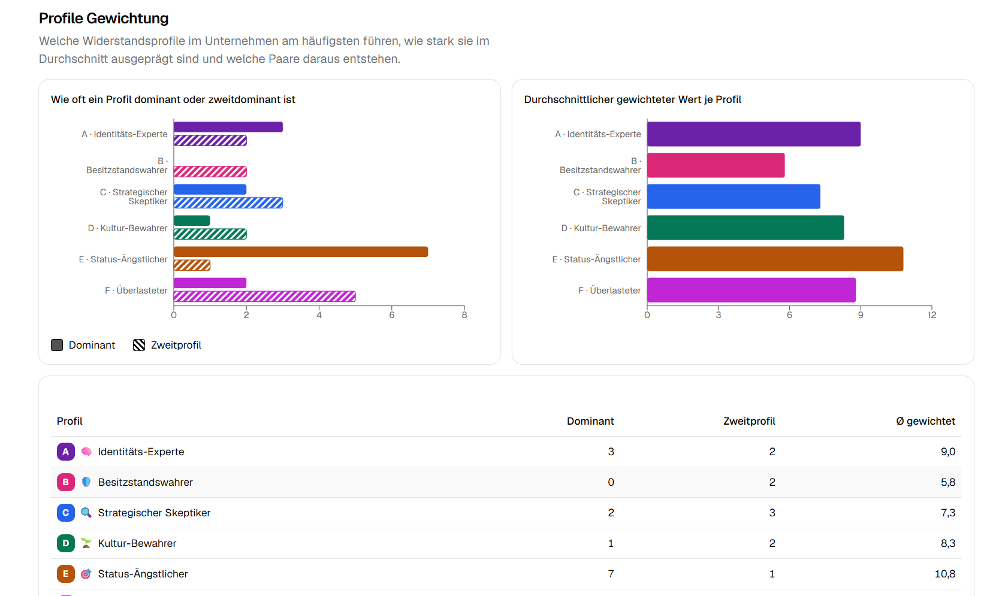 Profile Gewichtung
Welche Widerstandsprofile im Unternehmen am häufigsten führen, wie stark sie im
Durchschnitt ausgeprägt sind und welche Paare daraus entstehen.
Wie oft ein Profil dominant oder zweitdominant ist
A · Identitäts-Experte
B ·
Besitzstandswahrer
C · Strategischer
Skeptiker
D · Kultur-Bewahrer
E · Status-Ängstlicher
F · Überlasteter
0 2 4 6 8
Dominant Zweitprofil
Durchschnittlicher gewichteter Wert je Profil
A · Identitäts-Experte
B ·
Besitzstandswahrer
C · Strategischer
Skeptiker
D · Kultur-Bewahrer
E · Status-Ängstlicher
F · Überlasteter
0 3 6 9 12
Profil Dominant Zweitprofil Ø gewichtet
A Identitäts-Experte 3 2 9,0
B Besitzstandswahrer 0 2 5,8
C Strategischer Skeptiker 2 3 7,3
D Kultur-Bewahrer 1 2 8,3
E Status-Ängstlicher 7 1 10,8